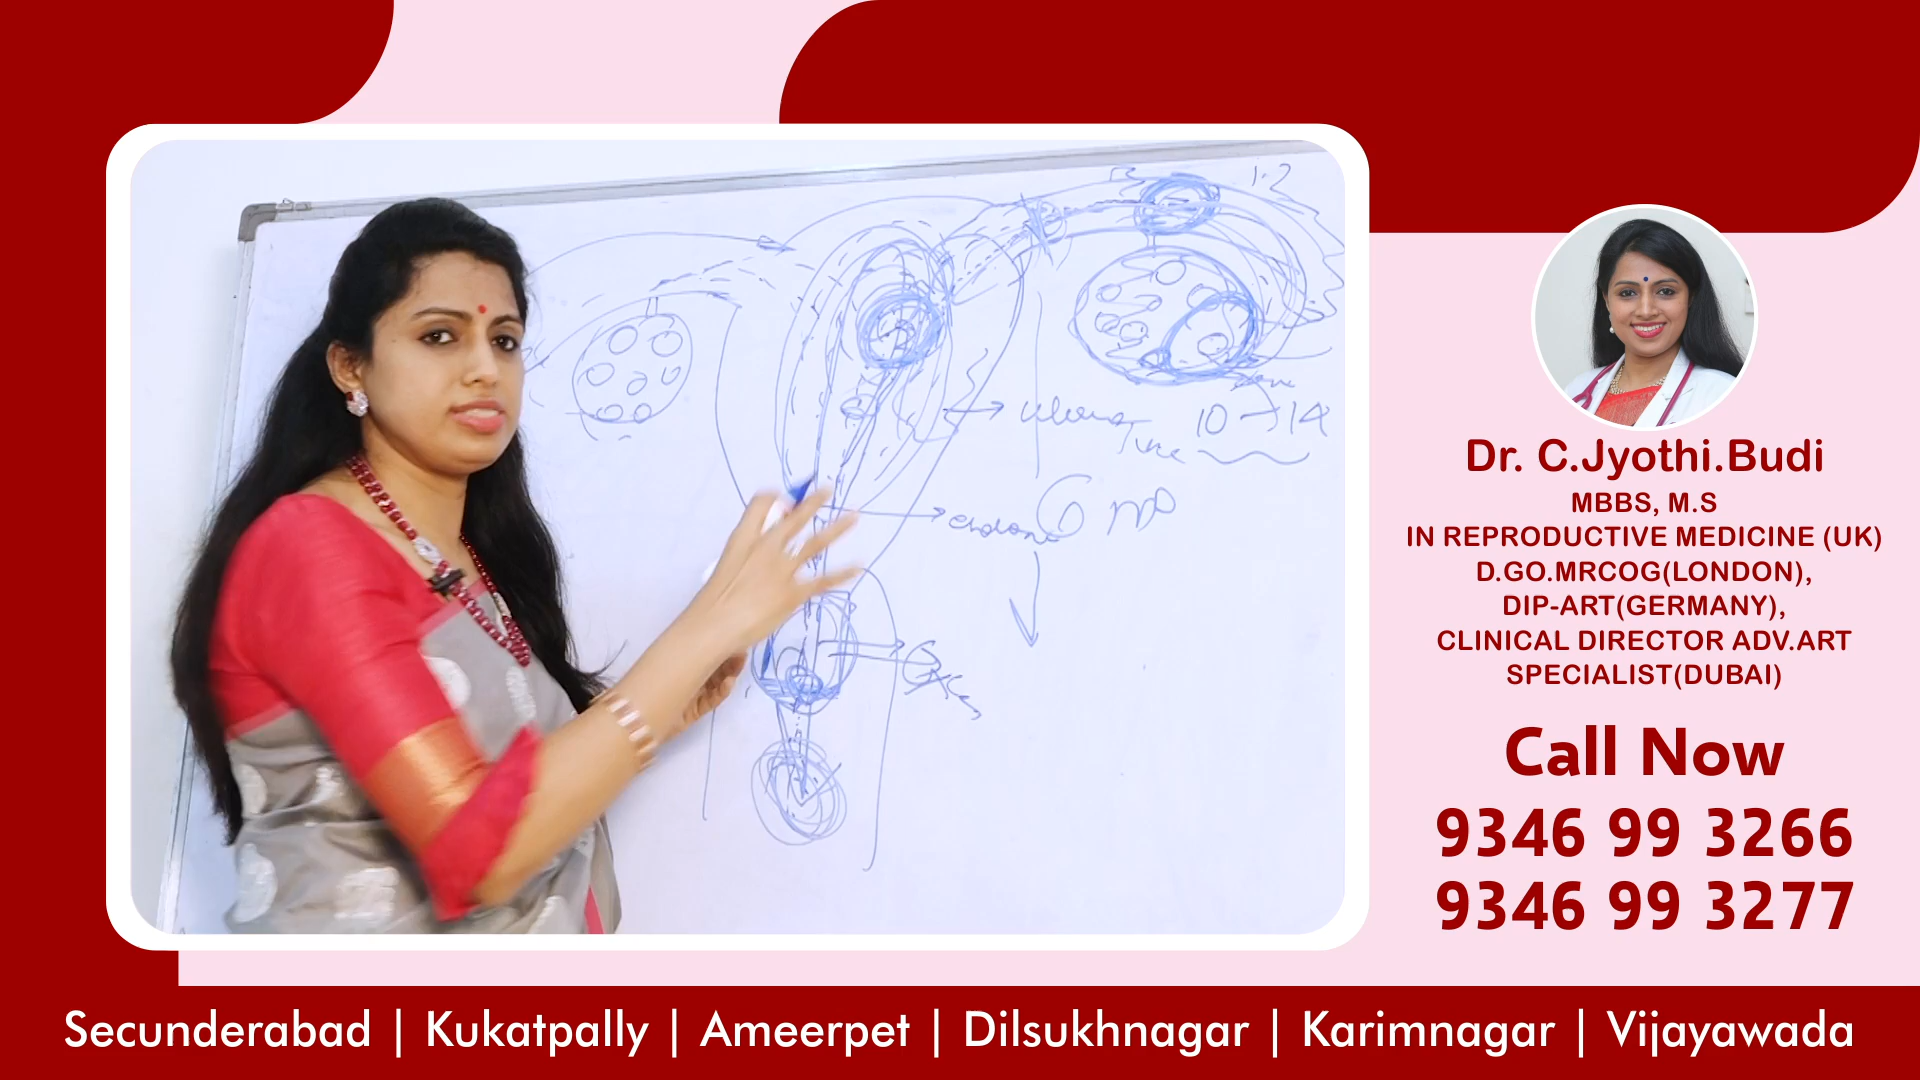 1-2
10 → 14
Dr. C.Jyothi.Budi
MBBS, M.S
IN REPRODUCTIVE MEDICINE (UK)
D.GO.MRCOG(LONDON),
DIP-ART(GERMANY),
CLINICAL DIRECTOR ADV.ART
SPECIALIST(DUBAI)
Call Now
9346 99 3266
9346 99 3277
Secunderabad | Kukatpally | Ameerpet | Dilsukhnagar | Karimnagar | Vijayawada